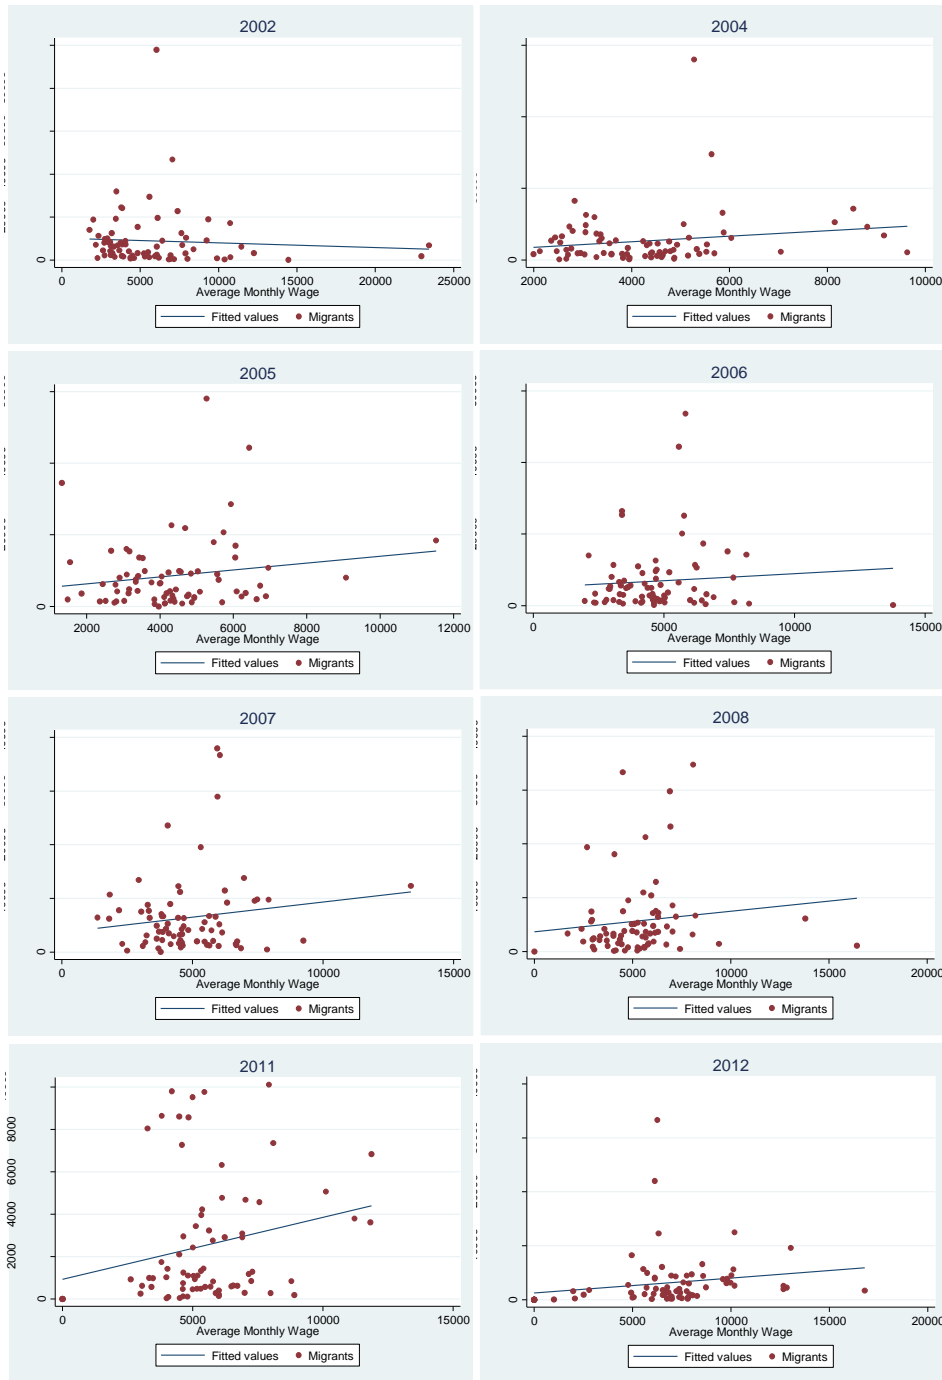 2002
0
0 5000 10000 15000 20000 25000
Average Monthly Wage
Fitted values Migrants
2004
0
2000 4000 6000 8000 10000
Average Monthly Wage
Fitted values Migrants
2005
0
2000 4000 6000 8000 10000 12000
Average Monthly Wage
Fitted values Migrants
2006
0
0 5000 10000 15000
Average Monthly Wage
Fitted values Migrants
2007
0
0 5000 10000 15000
Average Monthly Wage
Fitted values Migrants
2008
0
0 5000 10000 15000 20000
Average Monthly Wage
Fitted values Migrants
2011
8000
6000
4000
2000
0
0 5000 10000 15000
Average Monthly Wage
Fitted values Migrants
2012
0
0 5000 10000 15000 20000
Average Monthly Wage
Fitted values Migrants